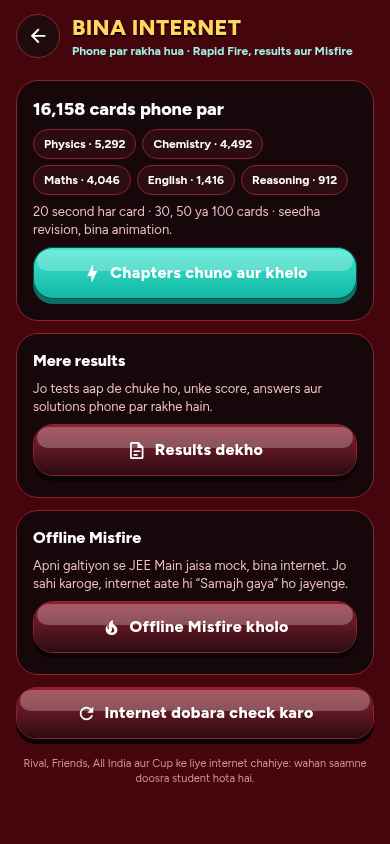 BINA INTERNET
Phone par rakha hua · Rapid Fire, results aur Misfire
16,158 cards phone par
Physics · 5,292
Chemistry · 4,492
Maths · 4,046
English · 1,416
Reasoning · 912
20 second har card · 30, 50 ya 100 cards · seedha
revision, bina animation.
Chapters chuno aur khelo
Mere results
Jo tests aap de chuke ho, unke score, answers aur
solutions phone par rakhe hain.
Results dekho
Offline Misfire
Apni galtiyon se JEE Main jaisa mock, bina internet. Jo
sahi karoge, internet aate hi “Samajh gaya” ho jayenge.
Offline Misfire kholo
Internet dobara check karo
Rival, Friends, All India aur Cup ke liye internet chahiye: wahan saamne
doosra student hota hai.